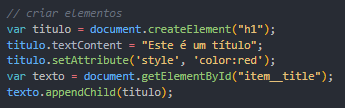 // criar elementos
var titulo = document.createElement("h1");
titulo.textContent = "Este é um título";
titulo.setAttribute('style', 'color:red');
var texto = document.getElementById("item__title");
texto.appendChild(titulo);